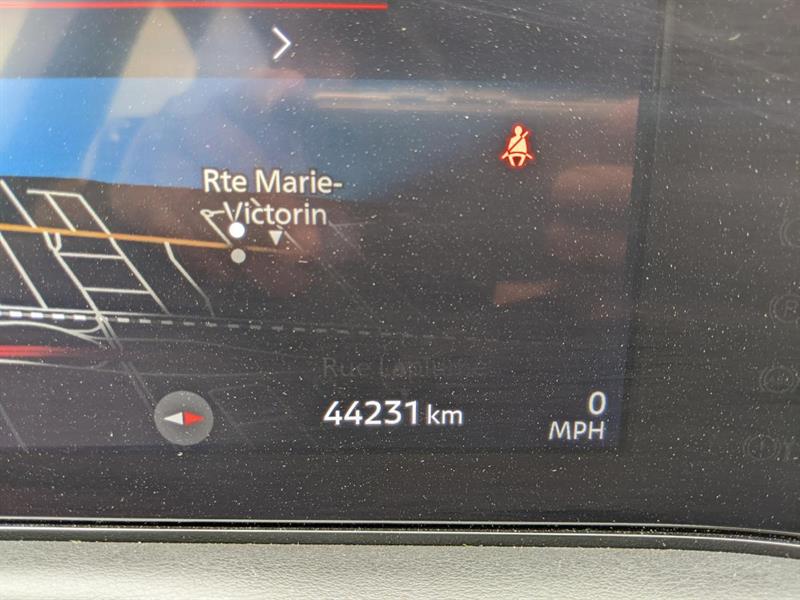 Rte Marie-
Victorin
44231 km
0
MPH